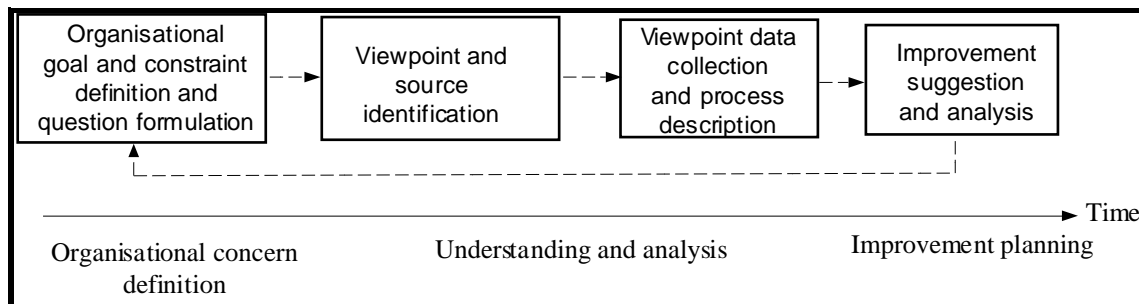 Organisational
goal and constraint
definition and
question formulation
Viewpoint and
source
identification
Viewpoint data
collection
and process
description
Improvement
suggestion
and analysis
Time
Organisational concern
definition
Understanding and analysis
Improvement planning